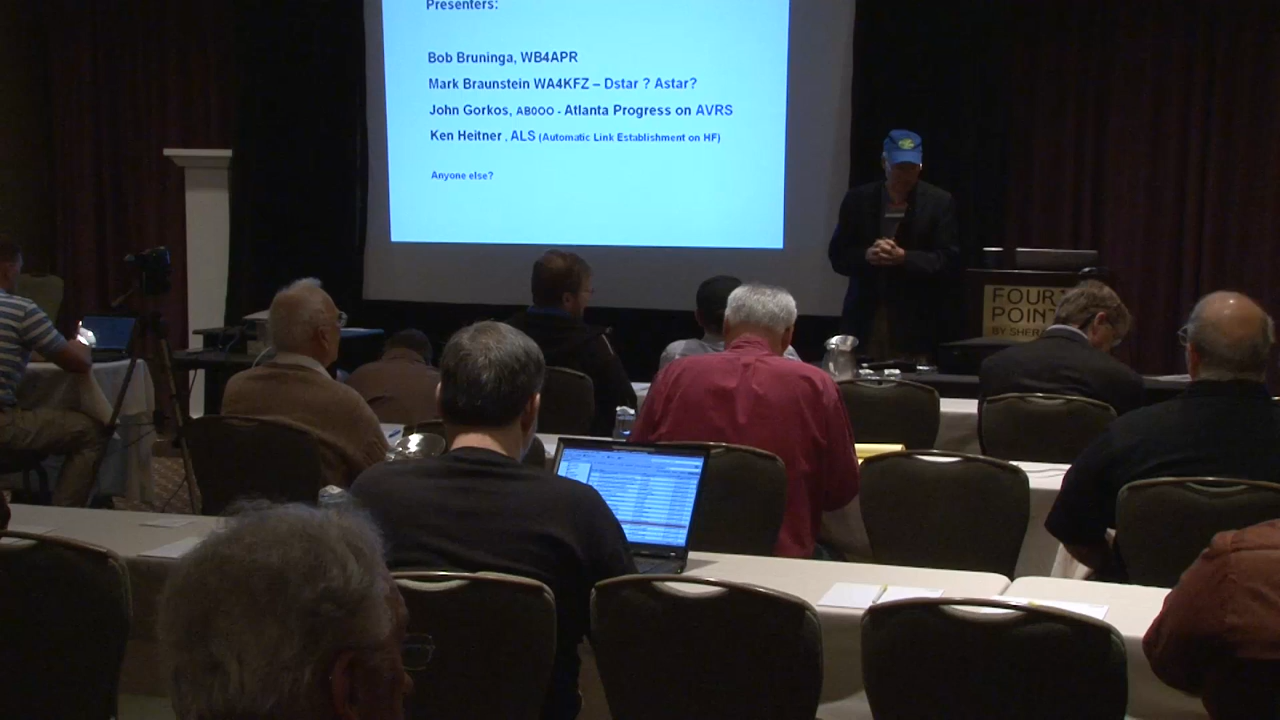 Presenters:
Bob Bruninga, WB4APR
Mark Braunstein WA4KFZ – Dstar ? Astar?
John Gorkos, AB0OO - Atlanta Progress on AVRS
Ken Heitner , ALS (Automatic Link Establishment on HF)
Anyone else?
FOUR
POINT
BY SHERA